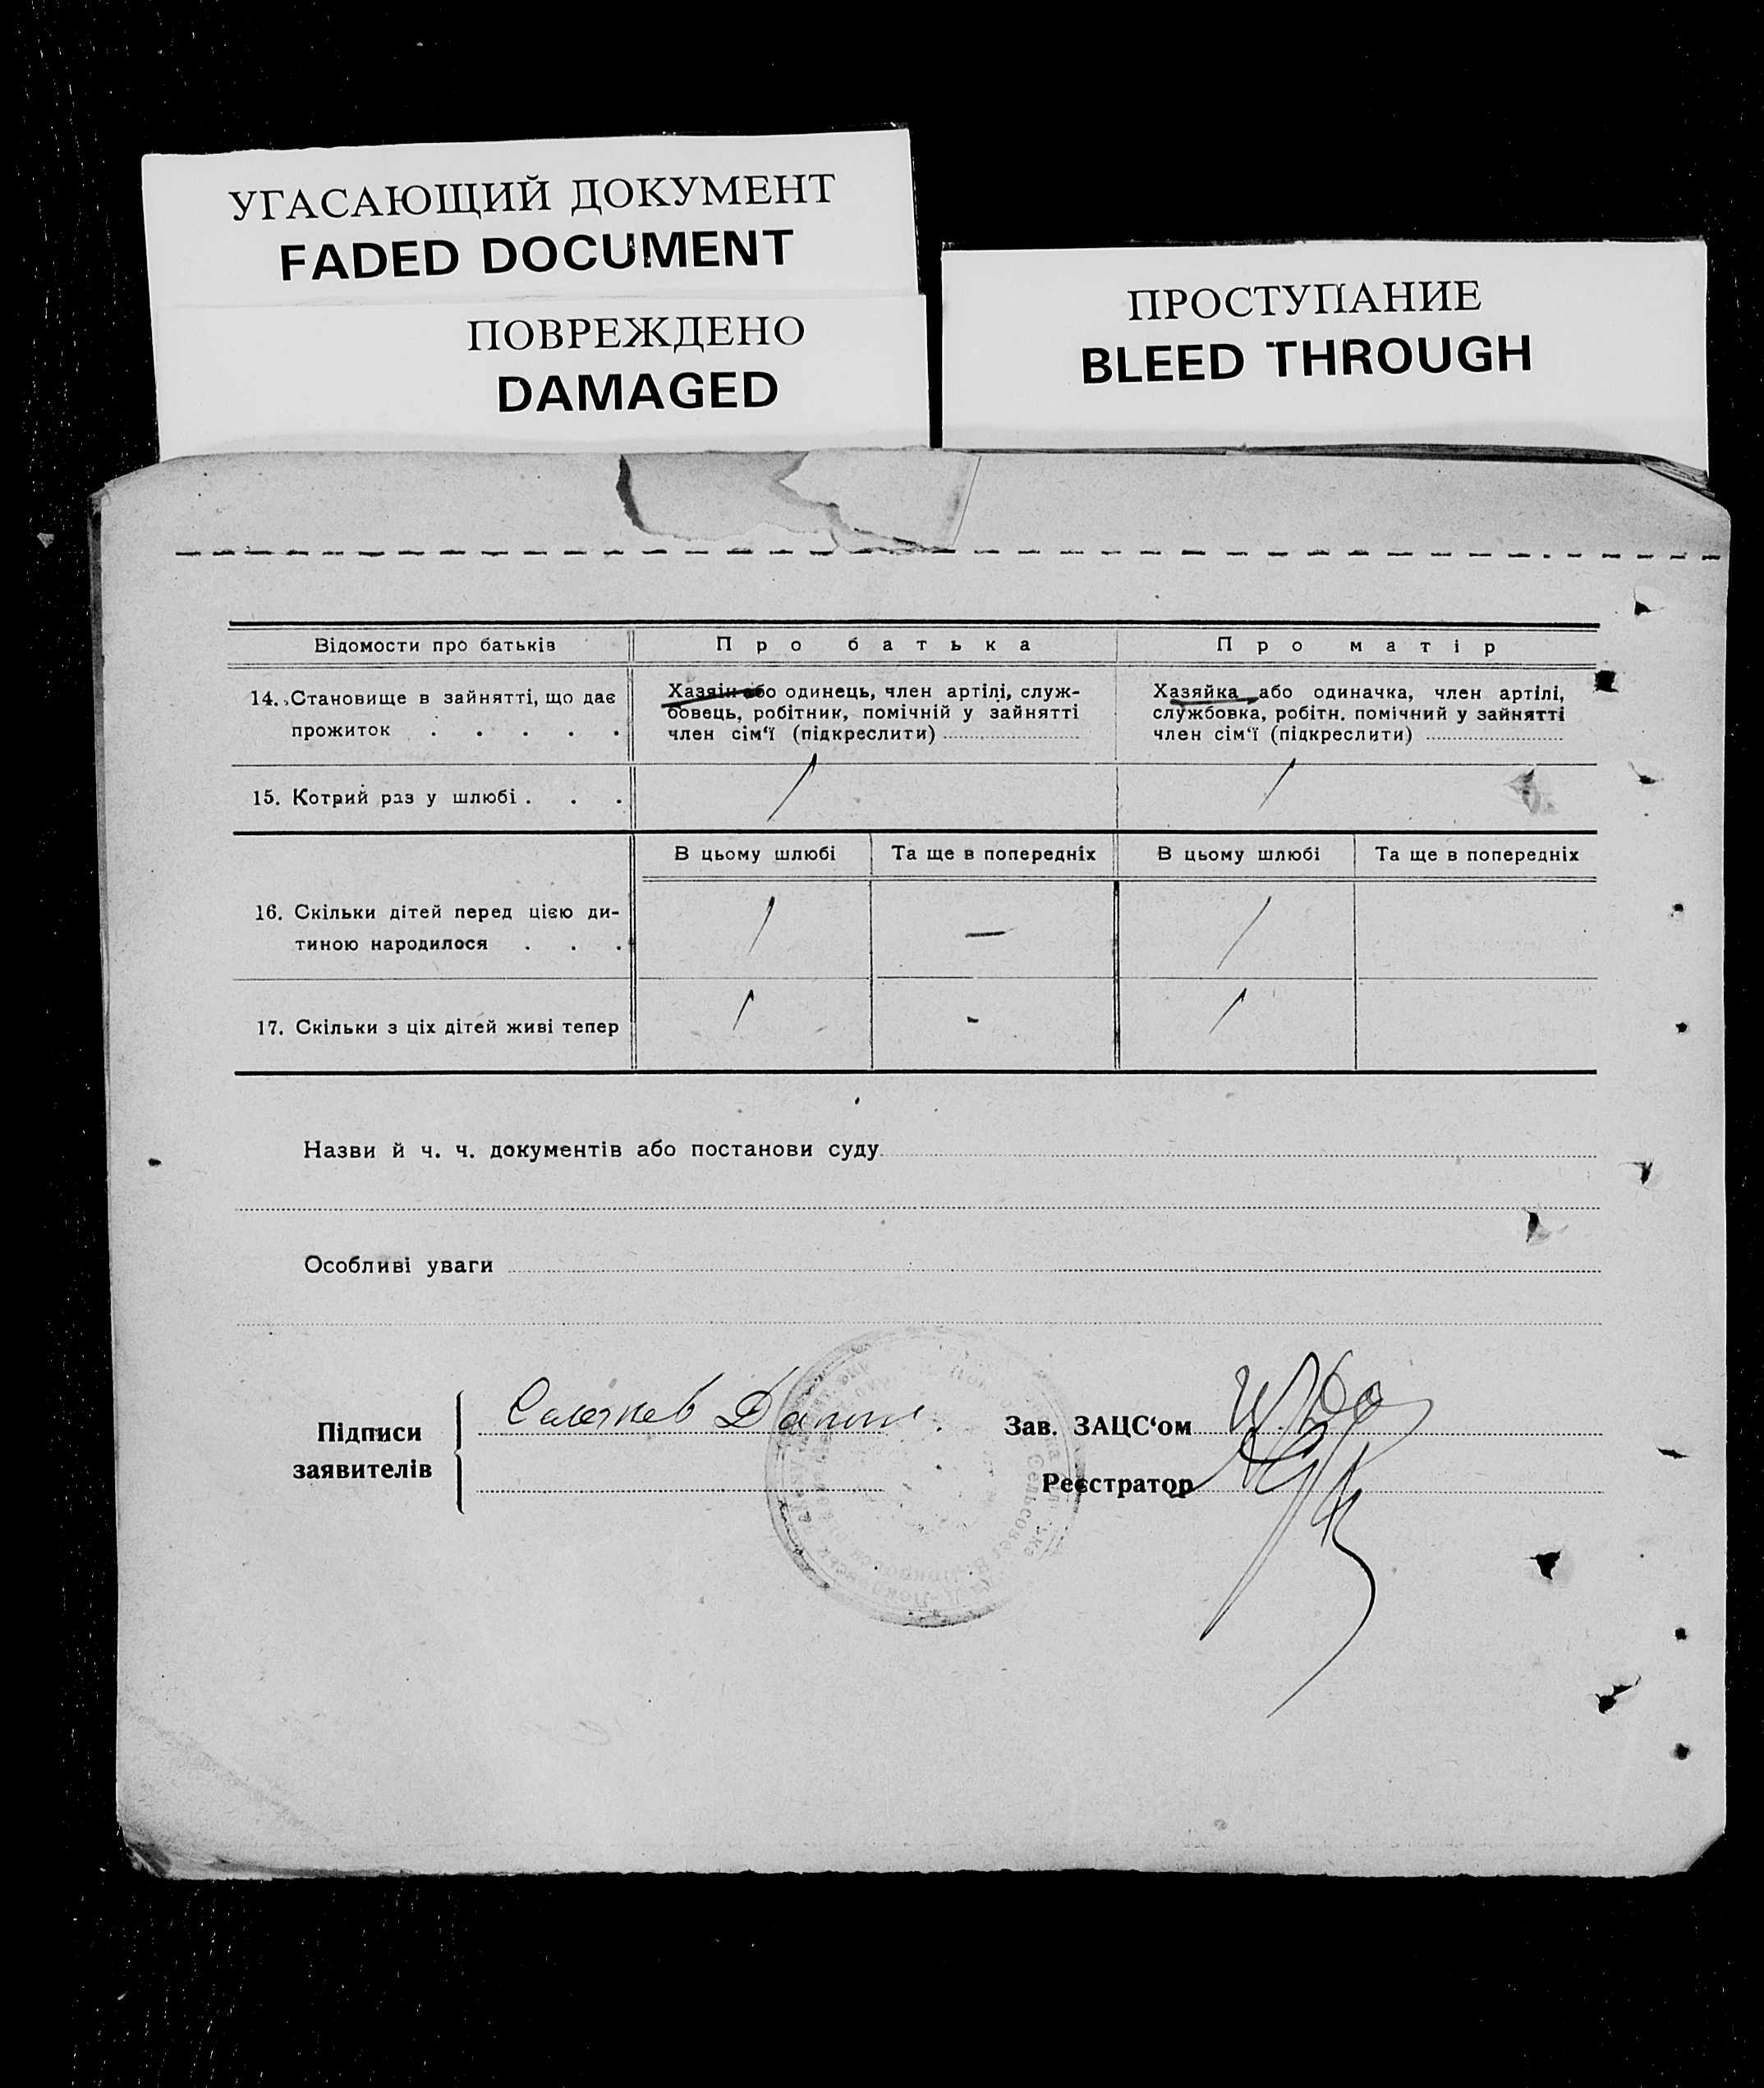 УГАСАЮЩИЙ ДОКУМЕНТ
FADED DOCUMENT
ПОВРЕЖДЕНО
DAMAGED
ПРОСТУПАНИЕ
BLEED THROUGH
Відомости про батьків
Про батька
Про матір
14. Становище в зайнятті, що дає
прожиток . . . . .
Хазяїн або одинець, член артілі, служ-
бовець, робітник, помічній у зайнятті
член сім‘ї (підкреслити)
Хазяйка або одиначка, член артілі,
службовка, робітн. помічний у зайнятті
член сім‘ї (підкреслити)
15. Котрий раз у шлюбі . . .
1
1
В цьому шлюбі
Та ще в попередніх
В цьому шлюбі
Та ще в попередніх
16. Скільки дітей перед цією ди-
тиною народилося . . .
1
—
1
17. Скільки з ціх дітей живі тепер
1
-
1
Назви й ч. ч. документів або постанови суду
Особливі уваги
Підписи
заявителів
Зав. ЗАЦС‘ом
Реєстратор